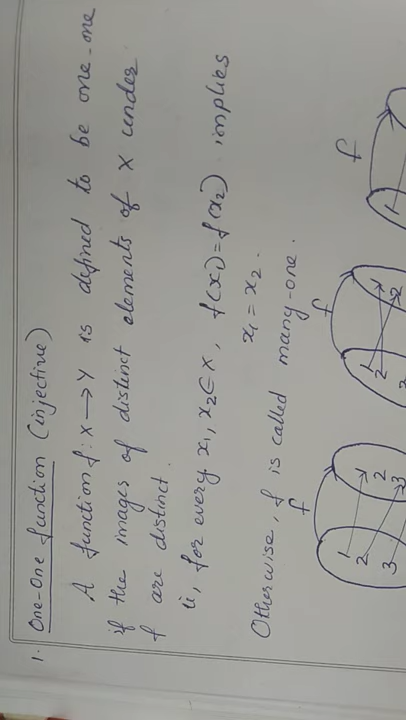 1. One-One function (injective)
A function f: X → Y is defined to be one-one
if the images of distinct elements of X under
f are distinct.
ie, for every x₁, x₂ ∈ X, f(x₁) = f(x₂) implies
x₁ = x₂.
Otherwise, f is called many-one.
f f f
1 2 3
2 3
1 2
2
1